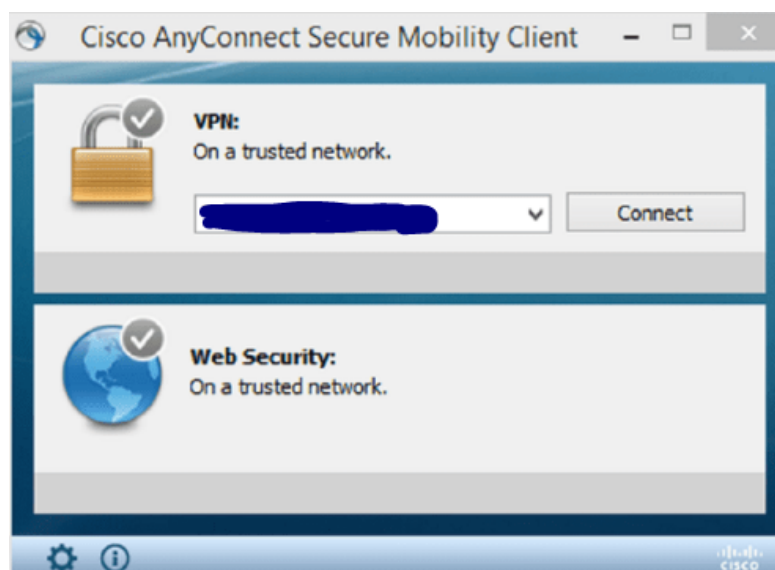 Cisco AnyConnect Secure Mobility Client
VPN:
On a trusted network.
Connect
Web Security:
On a trusted network.
CISCO